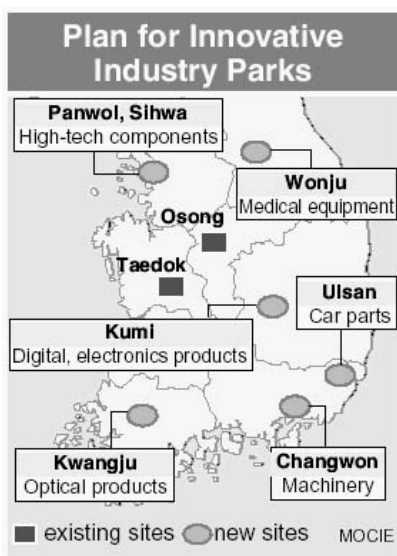 Plan for Innovative
Industry Parks
Panwol, Sihwa
High-tech components
Wonju
Medical equipment
Osong
Taedok
Ulsan
Car parts
Kumi
Digital, electronics products
Kwangju
Optical products
Changwon
Machinery
existing sites new sites MOCIE